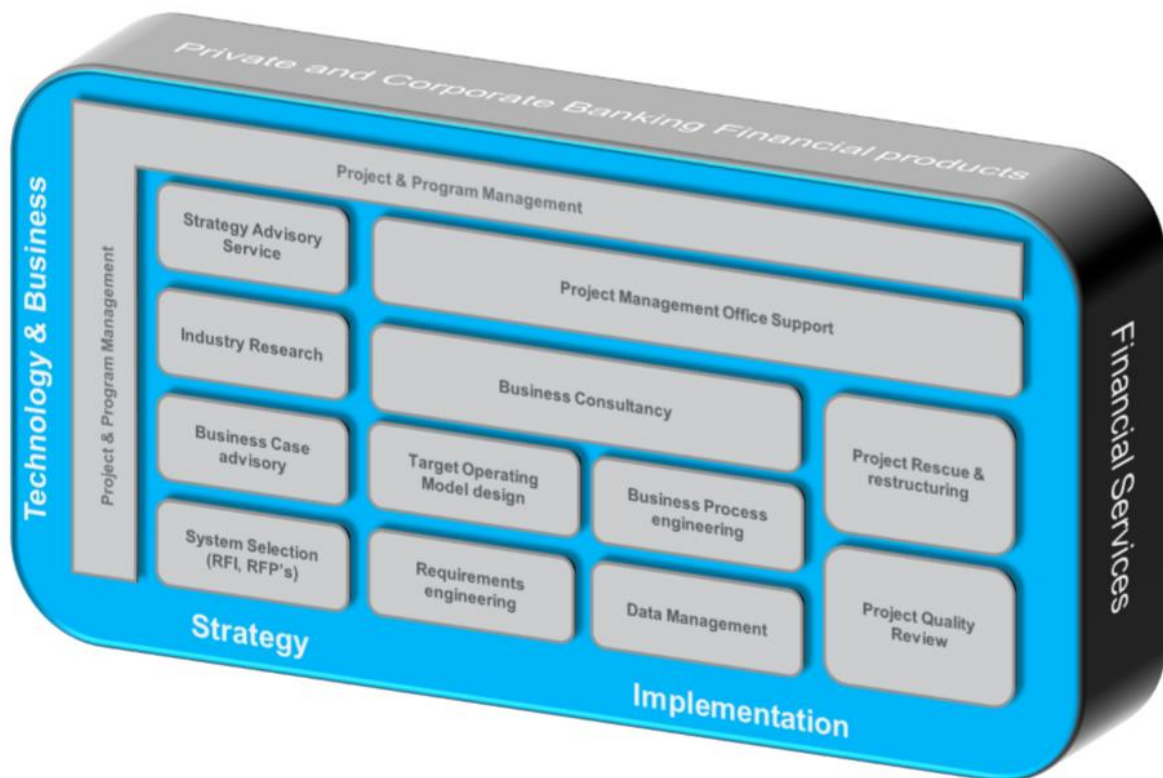 Private and Corporate Banking Financial products
Technology & Business
Project & Program Management
Project & Program Management
Strategy Advisory
Service
Project Management Office Support
Industry Research
Business Consultancy
Business Case
advisory
Target Operating
Model design
Business Process
engineering
Project Rescue &
restructuring
System Selection
(RFI, RFP's)
Requirements
engineering
Data Management
Project Quality
Review
Strategy
Implementation
Financial Services